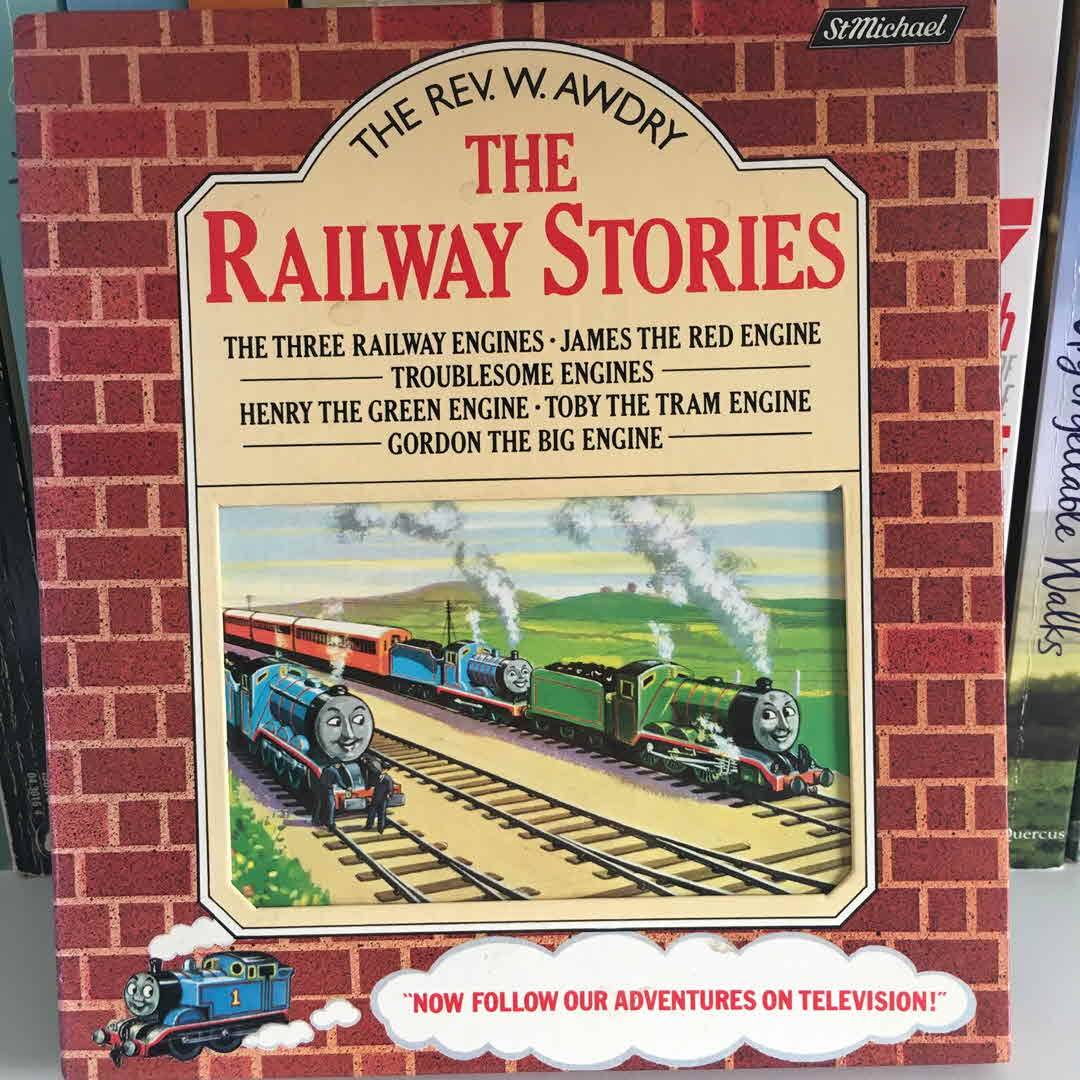 St Michael
THE REV. W. AWDRY
THE
RAILWAY STORIES
THE THREE RAILWAY ENGINES · JAMES THE RED ENGINE
TROUBLESOME ENGINES
HENRY THE GREEN ENGINE · TOBY THE TRAM ENGINE
GORDON THE BIG ENGINE
1
"NOW FOLLOW OUR ADVENTURES ON TELEVISION!"
Walks
Quercus